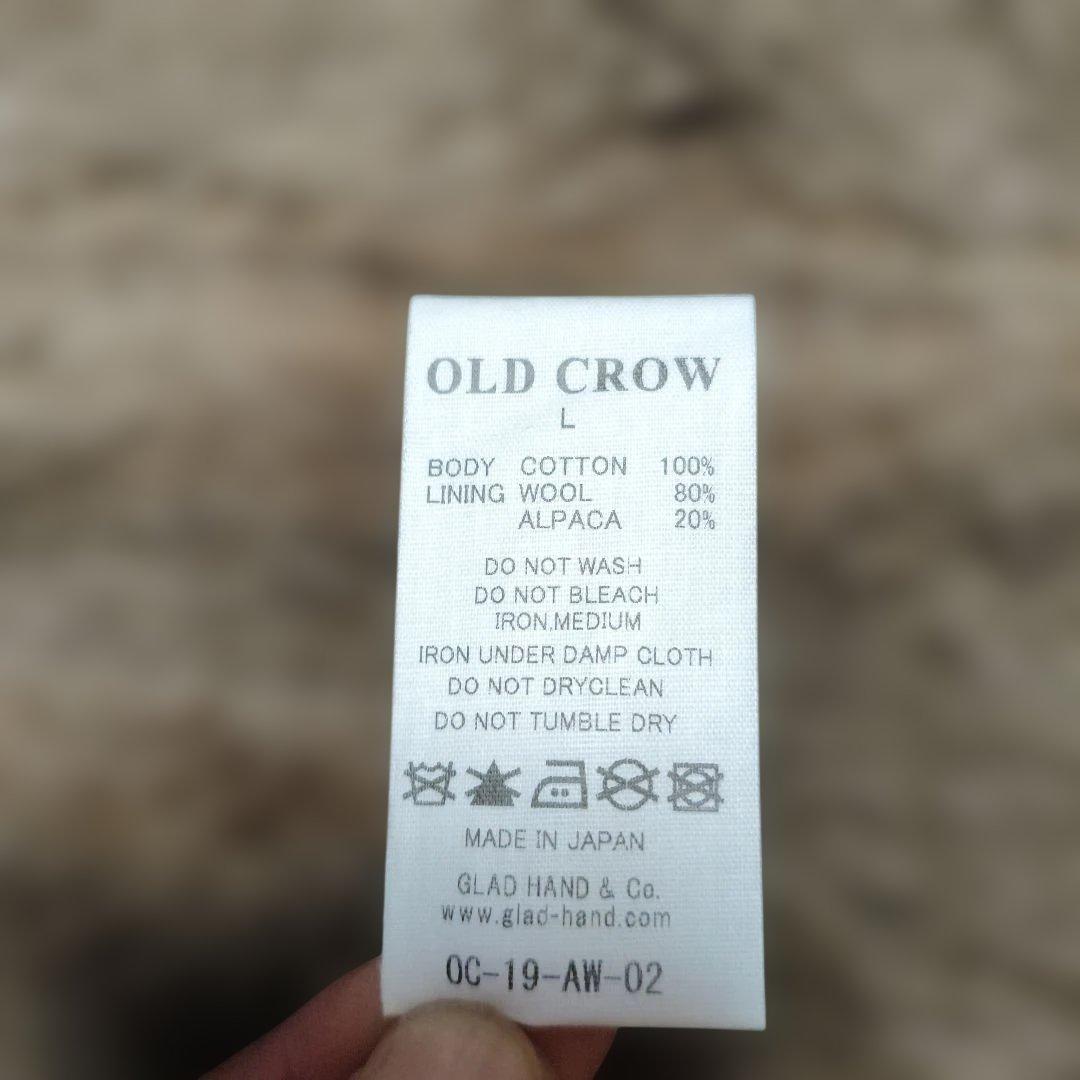 OLD CROW
L
BODY COTTON 100%
LINING WOOL 80%
ALPACA 20%
DO NOT WASH
DO NOT BLEACH
IRON,MEDIUM
IRON UNDER DAMP CLOTH
DO NOT DRYCLEAN
DO NOT TUMBLE DRY
MADE IN JAPAN
GLAD HAND & Co.
www.glad-hand.com
OC-19-AW-02